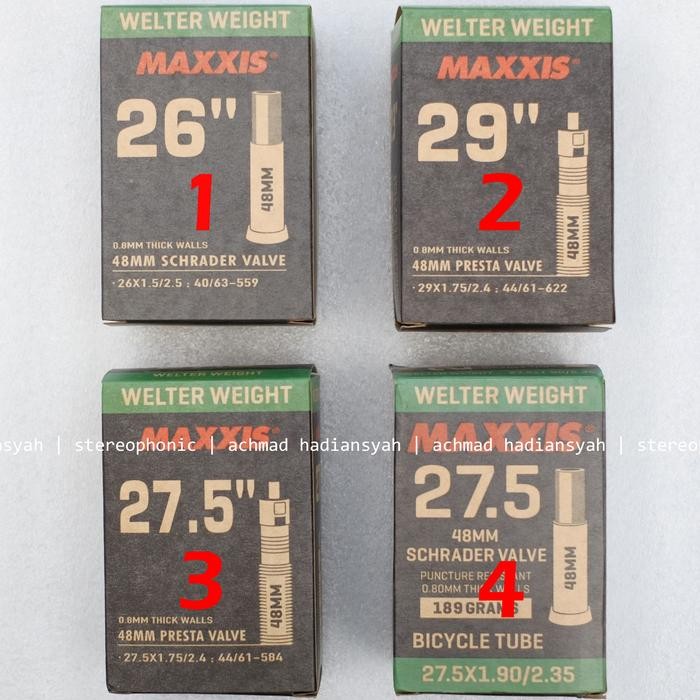 WELTER WEIGHT
MAXXIS®
26"
1
48MM
0.8MM THICK WALLS
48MM SCHRADER VALVE
·26X1.5/2.5 ; 40/63-559
WELTER WEIGHT
MAXXIS®
29"
2
48MM
0.8MM THICK WALLS
48MM PRESTA VALVE
·29X1.75/2.4 ; 44/61-622
WELTER WEIGHT
WELTER WEIGHT
MAXXIS®
27.5"
3
48MM
0.8MM THICK WALLS
48MM PRESTA VALVE
·27.5X1.75/2.4 ; 44/61-584
WELTER WEIGHT
MAXXIS®
27.5
48MM
SCHRADER VALVE
48MM
PUNCTURE RESISTANT
0.80MM THICK WALLS
4
189 GRAMS
BICYCLE TUBE
27.5X1.90/2.35
nsyah | stereophonic | achmad hadiansyah | achmad hadiansyah | stereo